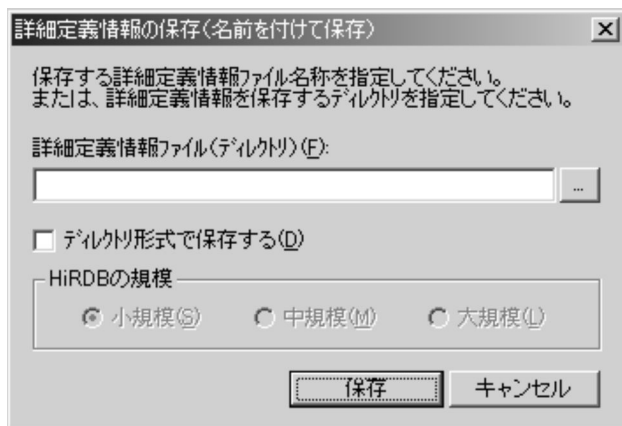 詳細定義情報の保存(名前を付けて保存)
保存する詳細定義情報ファイル名称を指定してください。
または、詳細定義情報を保存するディレクトリを指定してください。
詳細定義情報ファイル(ディレクトリ)(F):
...
ディレクトリ形式で保存する(D)
HiRDBの規模
小規模(S) 中規模(M) 大規模(L)
保存 キャンセル